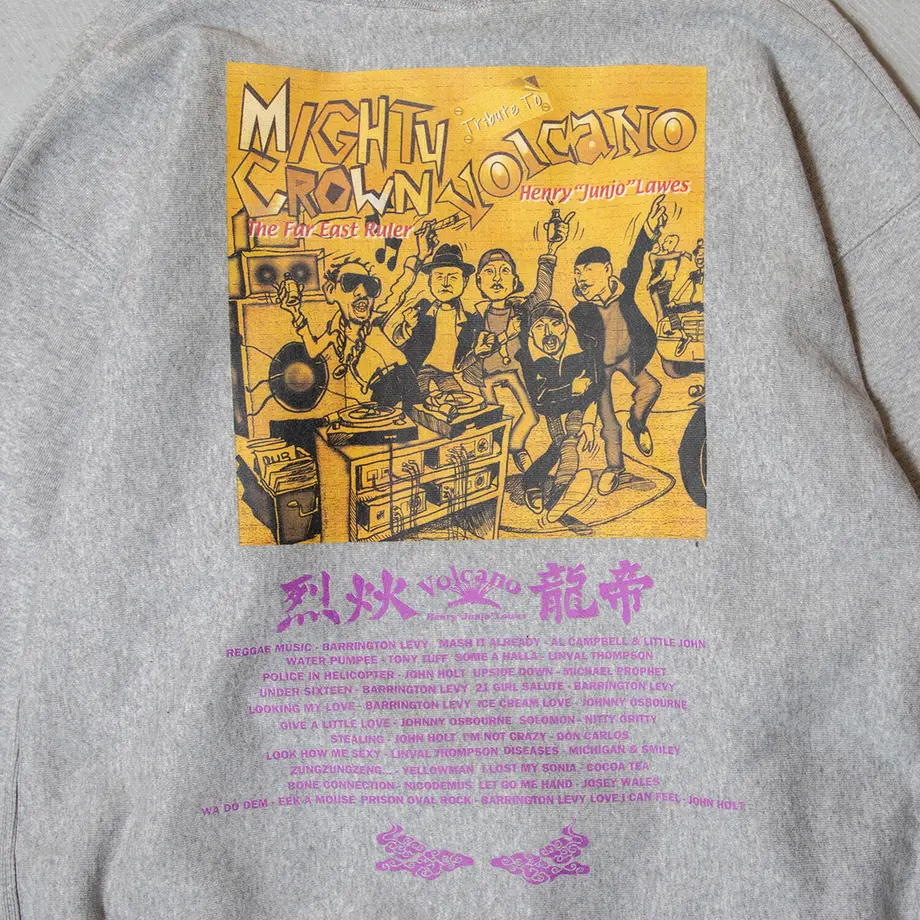 MIGHTY CROWN
The Far East Ruler
Tribute To
VOLCANO
Henry "Junjo" Lawes
DUB
烈 炎 Volcano 龍 帝
Henry "Junjo" Lawes
REGGAE MUSIC - BARRINGTON LEVY MASH IT ALREADY - AL CAMPBELL & LITTLE JOHN
WATER PUMPEE - TONY TUFF SOME A HALLA - LINVAL THOMPSON
POLICE IN HELICOPTER - JOHN HOLT UPSIDE DOWN - MICHAEL PROPHET
UNDER SIXTEEN - BARRINGTON LEVY 21 GIRL SALUTE - BARRINGTON LEVY
LOOKING MY LOVE - BARRINGTON LEVY ICE CREAM LOVE - JOHNNY OSBOURNE
GIVE A LITTLE LOVE - JOHNNY OSBOURNE SOLOMON - NITTY GRITTY
STEALING - JOHN HOLT I'M NOT CRAZY - DON CARLOS
LOOK HOW ME SEXY - LINVAL THOMPSON DISEASES - MICHIGAN & SMILEY
ZUNGZUNGZENG... - YELLOWMAN I LOST MY SONIA - COCOA TEA
BONE CONNECTION - NICODEMUS LET GO ME HAND - JOSEY WALES
WA DO DEM - EEK A MOUSE PRISON OVAL ROCK - BARRINGTON LEVY LOVE I CAN FEEL - JOHN HOLT